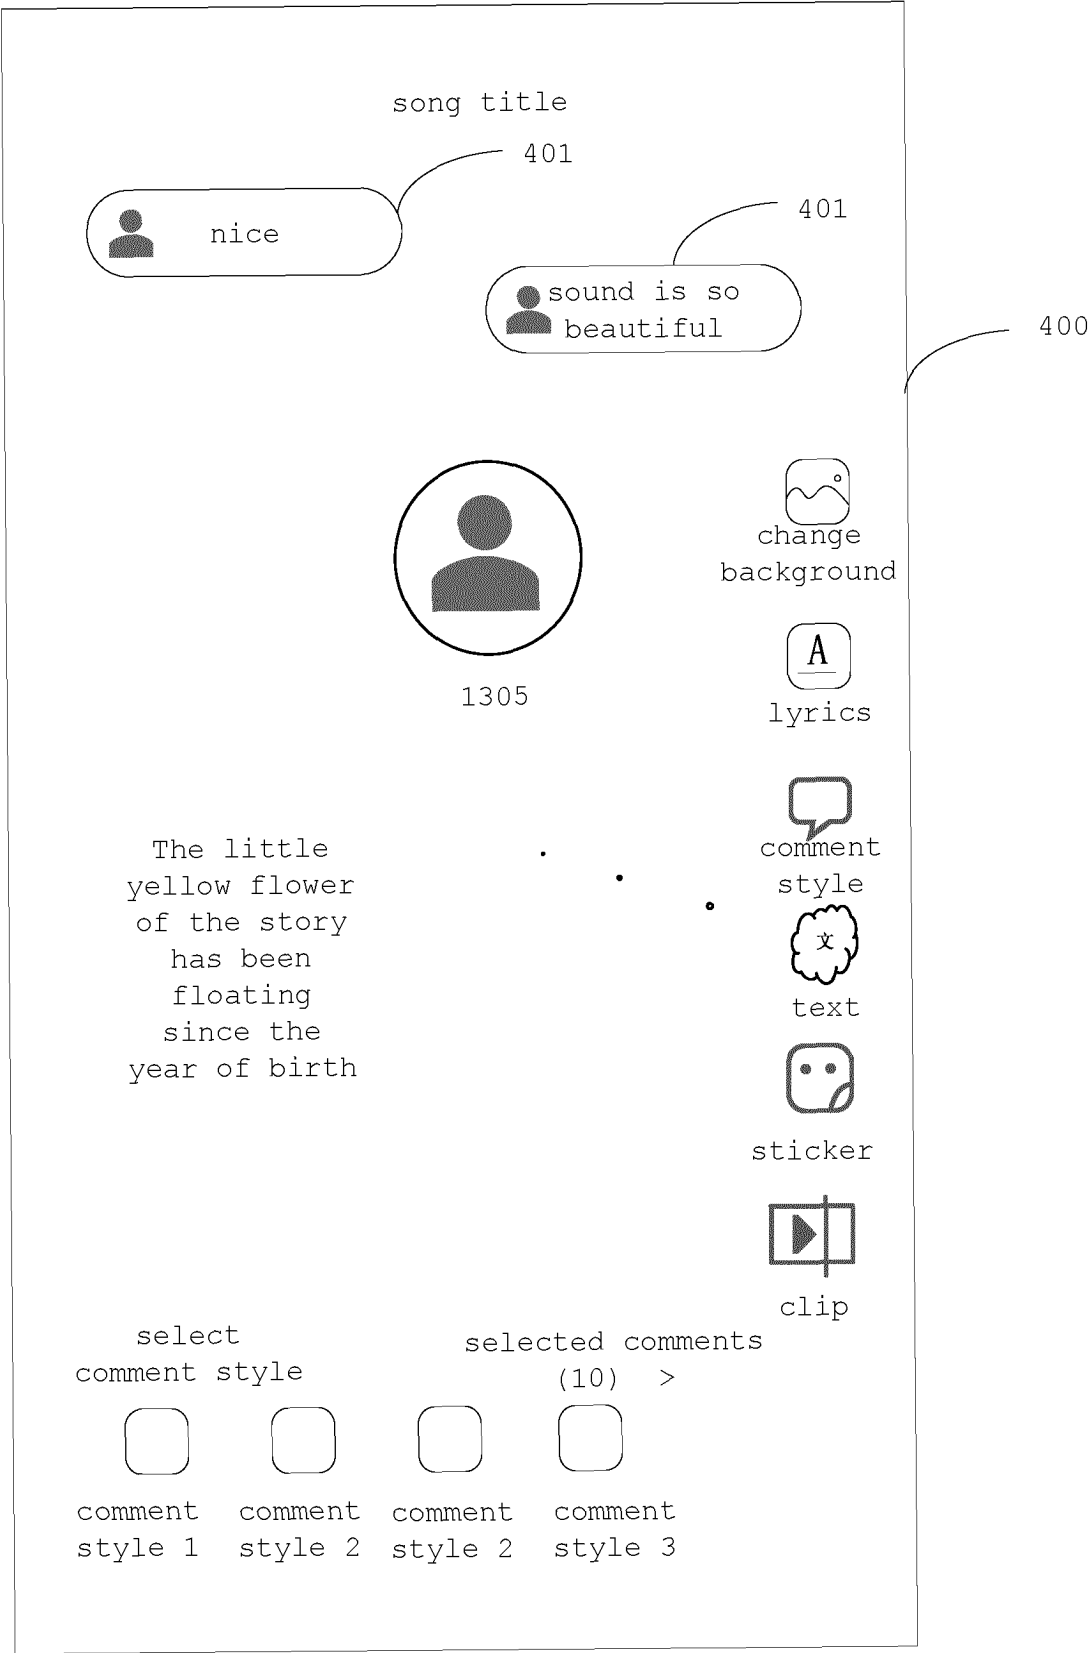 song title
401
nice
401
sound is so
beautiful
400
change
background
A
lyrics
1305
comment
style
The little
yellow flower
of the story
has been
floating
since the
year of birth
文
text
sticker
clip
select
comment style
selected comments
(10) >
comment
style 1
comment
style 2
comment
style 2
comment
style 3